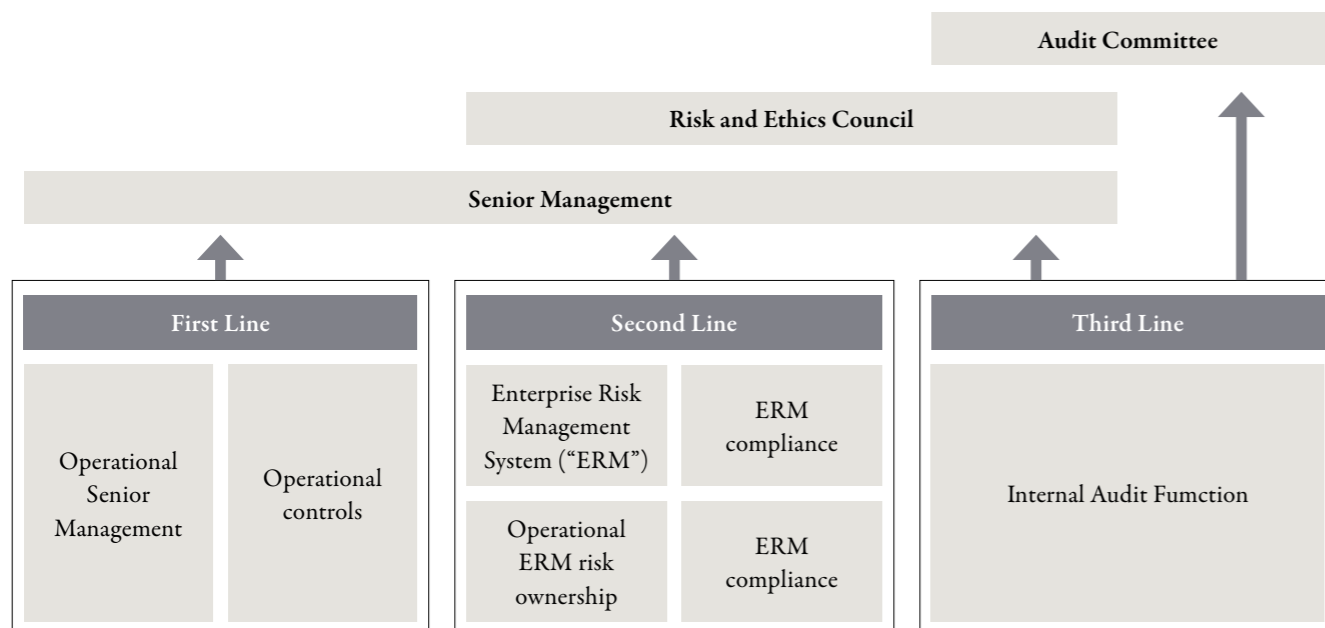 Audit Committee
Risk and Ethics Council
Senior Management
First Line
Second Line
Third Line
Operational
Senior
Management
Operational
controls
Enterprise Risk
Management
System (“ERM”)
ERM
compliance
Operational
ERM risk
ownership
ERM
compliance
Internal Audit Fumction